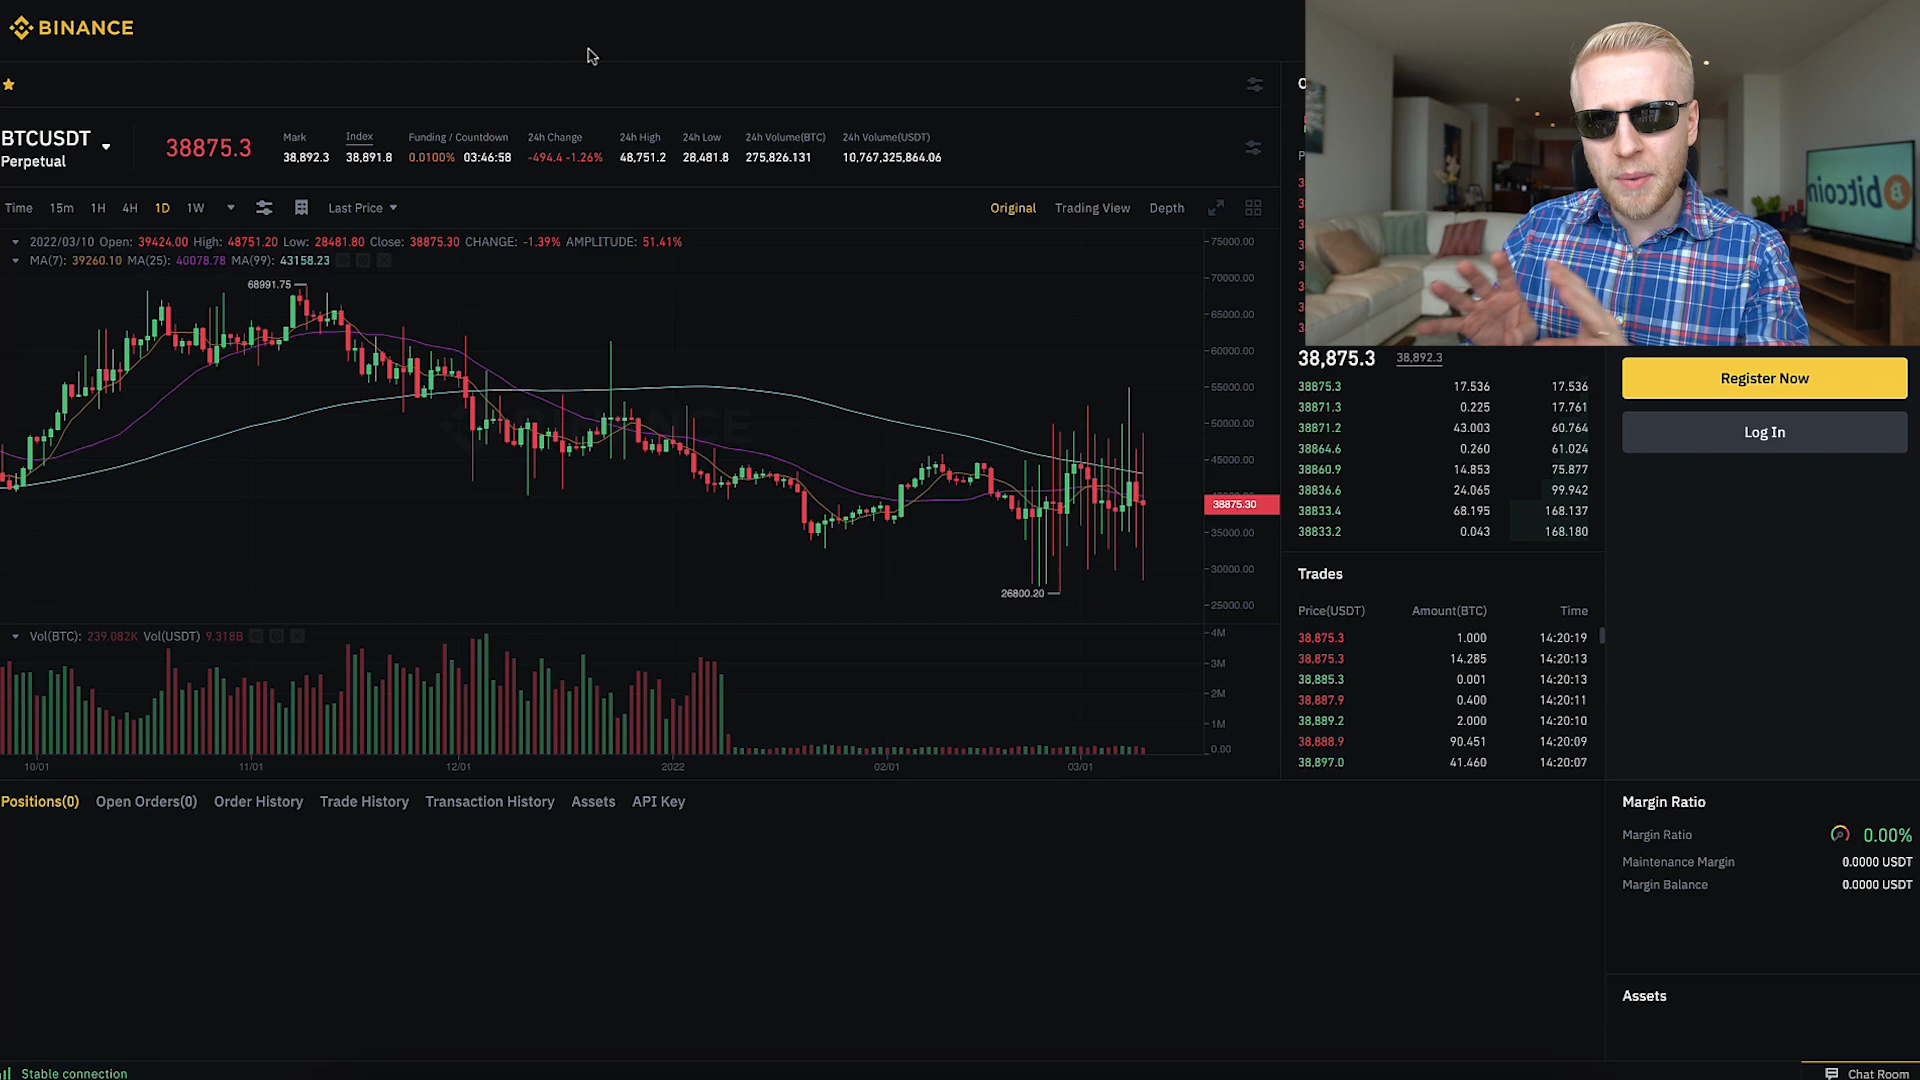 BINANCE
BTCUSDT
Perpetual
38875.3
Mark
38,892.3
Index
38,891.8
Funding / Countdown
0.0100% 03:46:58
24h Change
-494.4 -1.26%
24h High
48,751.2
24h Low
28,481.8
24h Volume(BTC)
275,826.131
24h Volume(USDT)
10,767,325,864.06
Time 15m 1H 4H 1D 1W Last Price Original Trading View Depth
2022/03/10 Open: 39424.00 High: 48751.20 Low: 28481.80 Close: 38875.30 CHANGE: -1.39% AMPLITUDE: 51.41%
MA(7): 39260.10 MA(25): 40078.78 MA(99): 43158.23
68991.75
26800.20
75000.00
70000.00
65000.00
60000.00
55000.00
50000.00
45000.00
38875.30
35000.00
30000.00
25000.00
Vol(BTC): 239.082K Vol(USDT) 9.318B
4M
3M
2M
1M
0.00
10/01 11/01 12/01 2022 02/01 03/01
bitcoin
38,875.3 38,892.3
38875.3 17.536 17.536
38871.3 0.225 17.761
38871.2 43.003 60.764
38864.6 0.260 61.024
38860.9 14.853 75.877
38836.6 24.065 99.942
38833.4 68.195 168.137
38833.2 0.043 168.180
Trades
Price(USDT) Amount(BTC) Time
38,875.3 1.000 14:20:19
38,875.3 14.285 14:20:13
38,885.3 0.001 14:20:13
38,887.9 0.400 14:20:11
38,889.2 2.000 14:20:10
38,888.9 90.451 14:20:09
38,897.0 41.460 14:20:07
Register Now
Log In
Positions(0) Open Orders(0) Order History Trade History Transaction History Assets API Key
Margin Ratio
Margin Ratio 0.00%
Maintenance Margin 0.0000 USDT
Margin Balance 0.0000 USDT
Assets
Stable connection
Chat Room